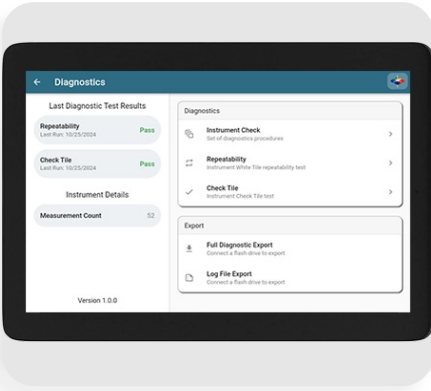 Diagnostics
Last Diagnostic Test Results
Repeatability
Last Run: 10/25/2024
Pass
Check Tile
Last Run: 10/25/2024
Pass
Instrument Details
Measurement Count
52
Version 1.0.0
Diagnostics
Instrument Check
Set of diagnostics procedures
Repeatability
Instrument White Tile repeatability test
Check Tile
Instrument Check Tile test
Export
Full Diagnostic Export
Connect a flash drive to export
Log File Export
Connect a flash drive to export